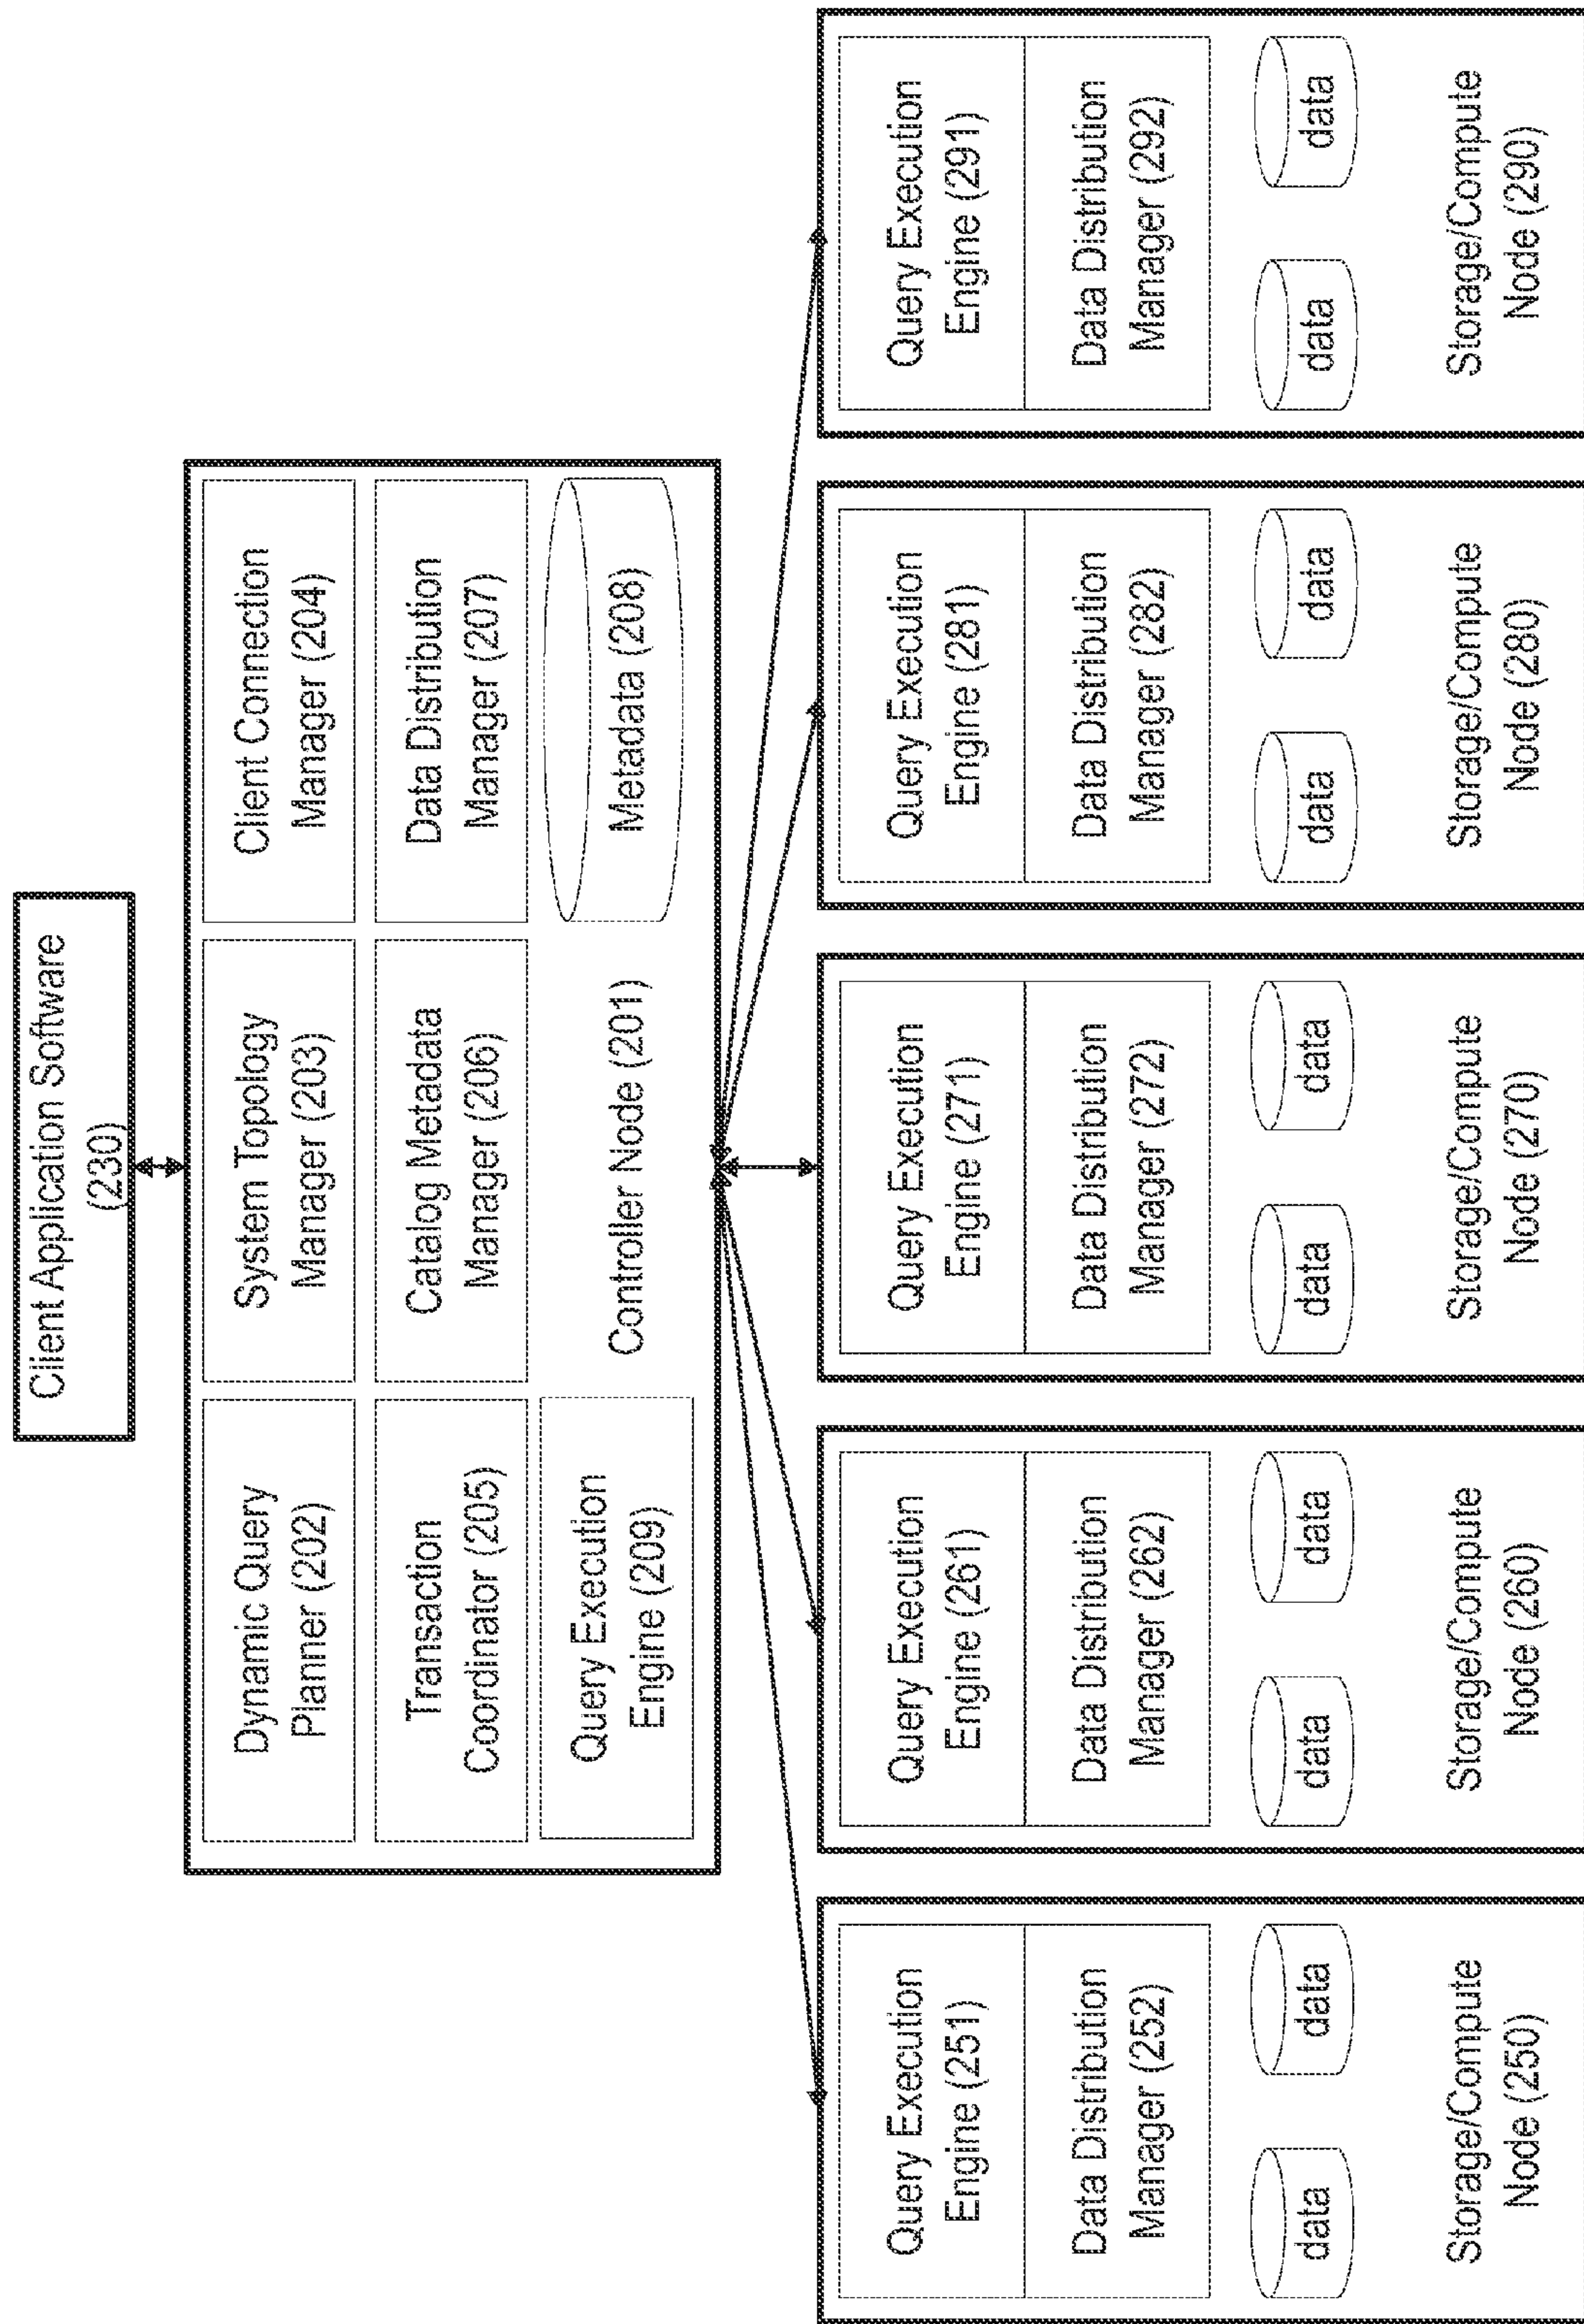 Client Application Software
(230)
Dynamic Query
Planner (202)
System Topology
Manager (203)
Client Connection
Manager (204)
Transaction
Coordinator (205)
Catalog Metadata
Manager (206)
Data Distribution
Manager (207)
Query Execution
Engine (209)
Controller Node (201)
Metadata (208)
Query Execution
Engine (251)
Data Distribution
Manager (252)
data
data
Storage/Compute
Node (250)
Query Execution
Engine (261)
Data Distribution
Manager (262)
data
data
Storage/Compute
Node (260)
Query Execution
Engine (271)
Data Distribution
Manager (272)
data
data
Storage/Compute
Node (270)
Query Execution
Engine (281)
Data Distribution
Manager (282)
data
data
Storage/Compute
Node (280)
Query Execution
Engine (291)
Data Distribution
Manager (292)
data
data
Storage/Compute
Node (290)